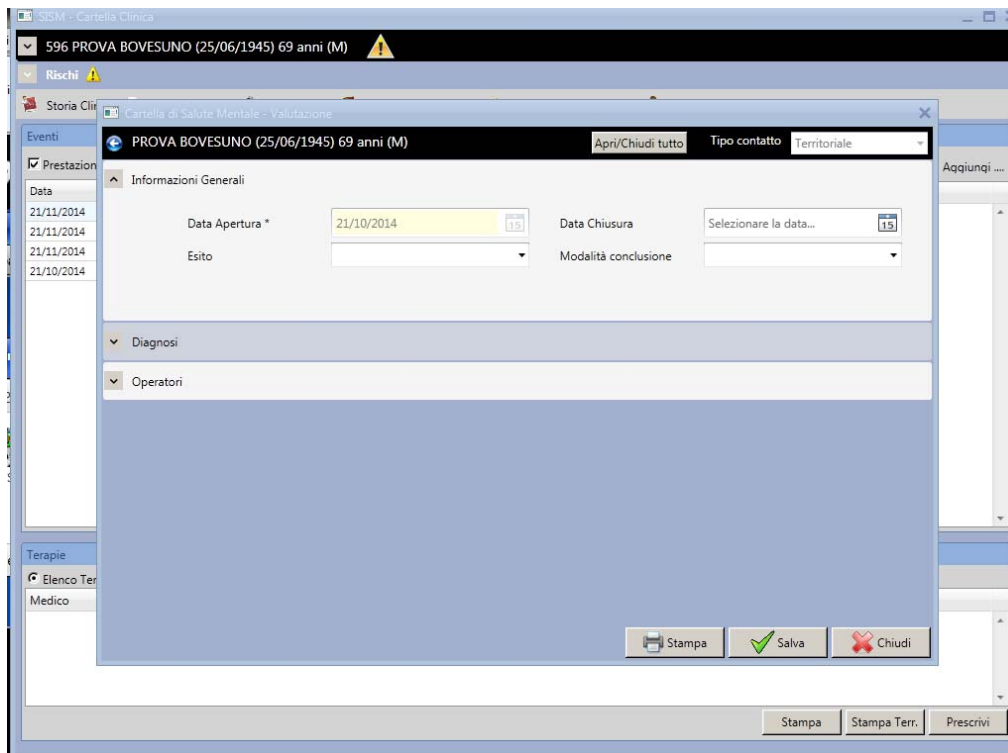 SISM - Cartella Clinica
596 PROVA BOVESUNO (25/06/1945) 69 anni (M)
Rischi
Storia Clir
Cartella di Salute Mentale - Valutazione
PROVA BOVESUNO (25/06/1945) 69 anni (M) Apri/Chiudi tutto Tipo contatto Territoriale
Eventi
Prestazion Aggiungi ....
Informazioni Generali
Data
21/11/2014
21/11/2014
21/11/2014
21/10/2014
Data Apertura * 21/10/2014 15 Data Chiusura Selezionare la data... 15
Esito Modalità conclusione
Diagnosi
Operatori
Terapie
Elenco Ter
Medico
Stampa Salva Chiudi
Stampa Stampa Terr. Prescrivi